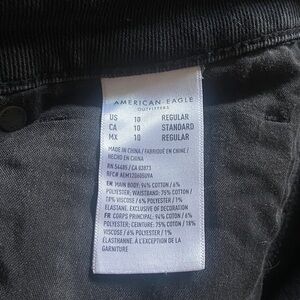 AMERICAN EAGLE
OUTFITTERS
US 10 REGULAR
CA 10 STANDARD
MX 10 REGULAR
MADE IN CHINA / FABRIQUÉ EN CHINE /
HECHO EN CHINA
RN 54485 / CA 03873
EN MAIN BODY: 94% COTTON / 6%
POLYESTER; WAISTBAND: 75% COTTON /
18% VISCOSE / 6% POLYESTER / 1%
ELASTANE. EXCLUSIVE OF DECORATION
FR CORPS PRINCIPAL: 94% COTON / 6%
POLYESTER; CEINTURE: 75% COTON / 18%
VISCOSE / 6% POLYESTER / 1%
ÉLASTHANNE. À L'EXCEPTION DE LA
GARNITURE